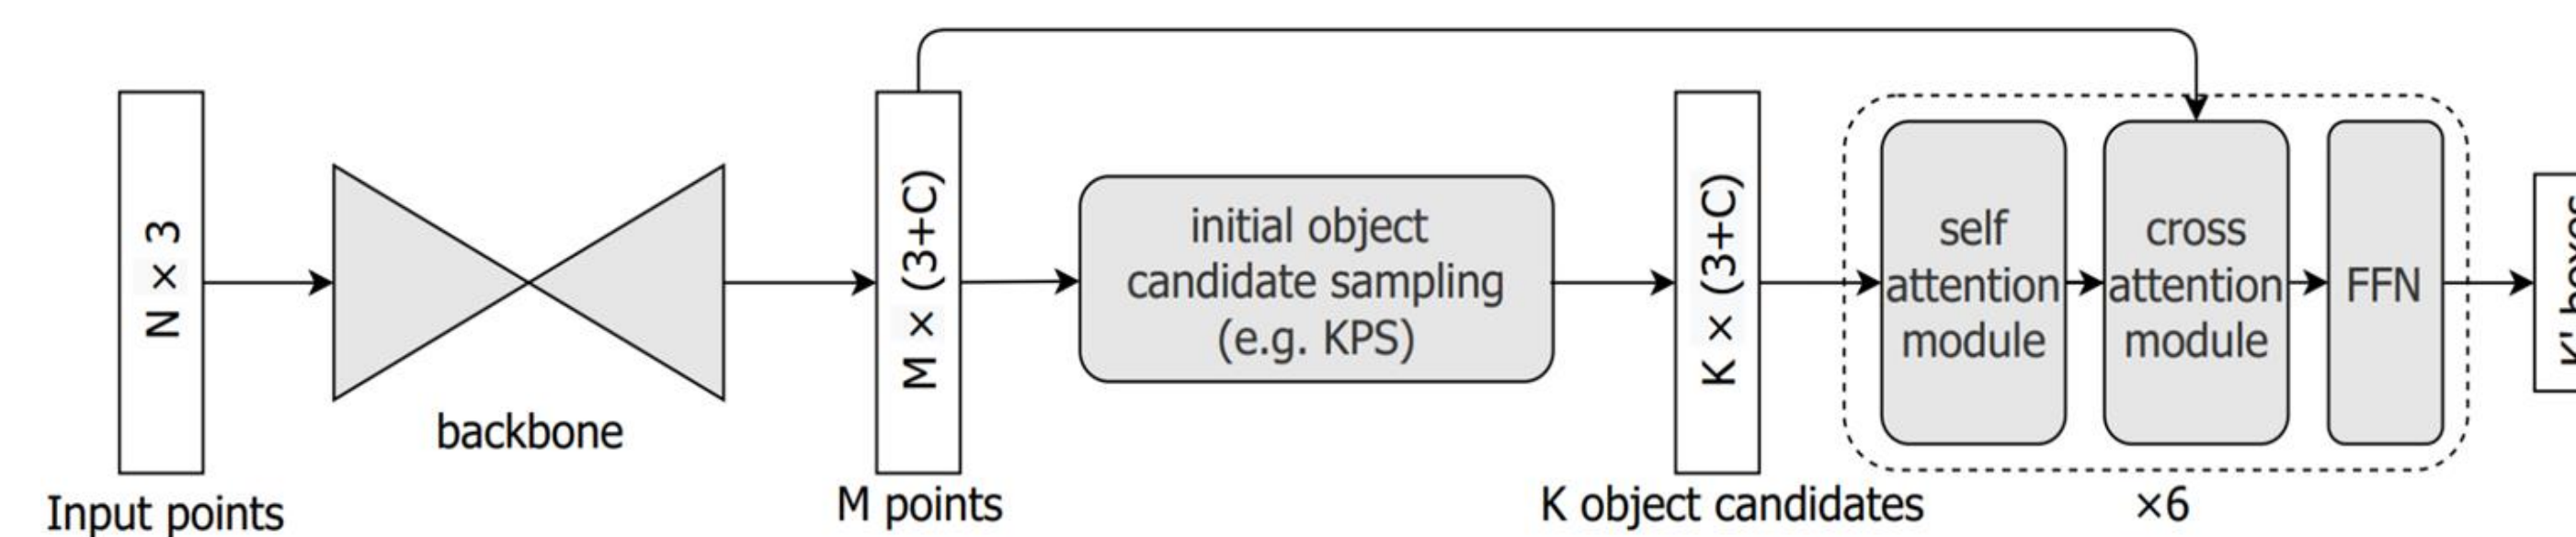 N × 3
Input points
backbone
M × (3+C)
M points
initial object
candidate sampling
(e.g. KPS)
K × (3+C)
K object candidates
self
attention
module
cross
attention
module
FFN
×6